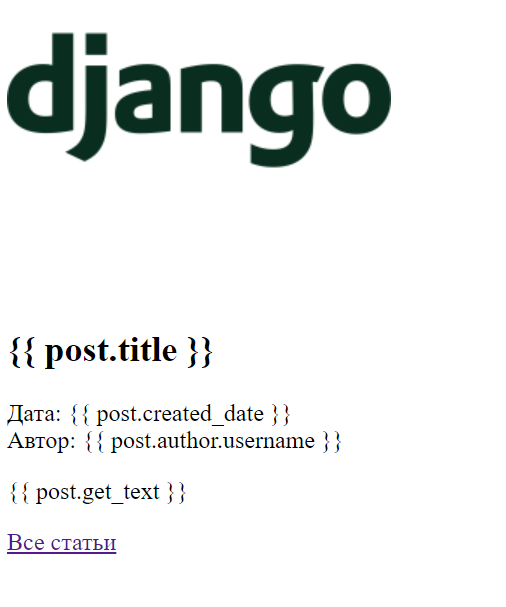 django
{{ post.title }}
Дата: {{ post.created_date }}
Автор: {{ post.author.username }}
{{ post.get_text }}
Все статьи